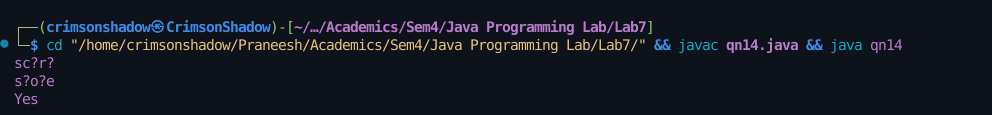 ┌──(crimsonshadow㉿CrimsonShadow)-[~/…/Academics/Sem4/Java Programming Lab/Lab7]
└─$ cd "/home/crimsonshadow/Praneesh/Academics/Sem4/Java Programming Lab/Lab7/" && javac qn14.java && java qn14
sc?r?
s?o?e
Yes